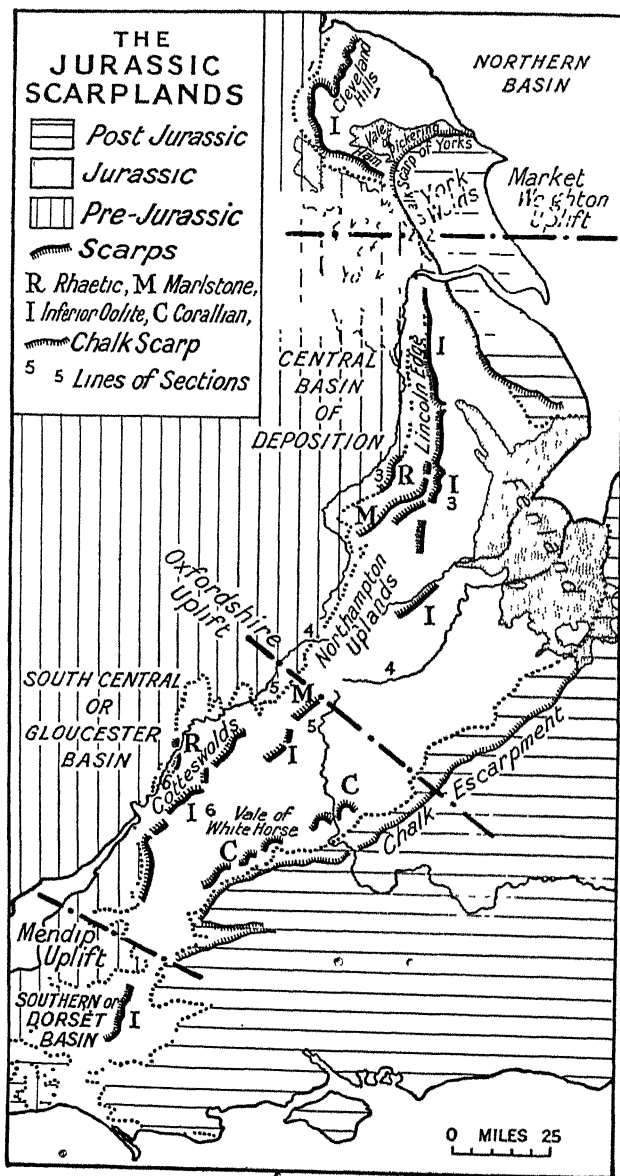 THE
JURASSIC
SCARPLANDS
Post Jurassic
Jurassic
Pre-Jurassic
Scarps
R Rhaetic, M Marlstone,
I Inferior Oolite, C Corallian,
Chalk Scarp
5 5 Lines of Sections
NORTHERN
BASIN
Cleveland
Hills
I
Vale of Pickering
Scarp of Yorks
York
Wolds
Market
Weighton
Uplift
York
CENTRAL
BASIN
OF
DEPOSITION
Lincoln Edge
I
3
R
I
3
M
Oxfordshire
Uplift
Northampton
Uplands
I
4
4
SOUTH CENTRAL
OR
GLOUCESTER
BASIN
5
M
5
I
R
6
Cotteswolds
I 6
Vale of
White Horse
C
C
Chalk Escarpment
Mendip
Uplift
SOUTHERN or
DORSET
BASIN
I
0 MILES 25